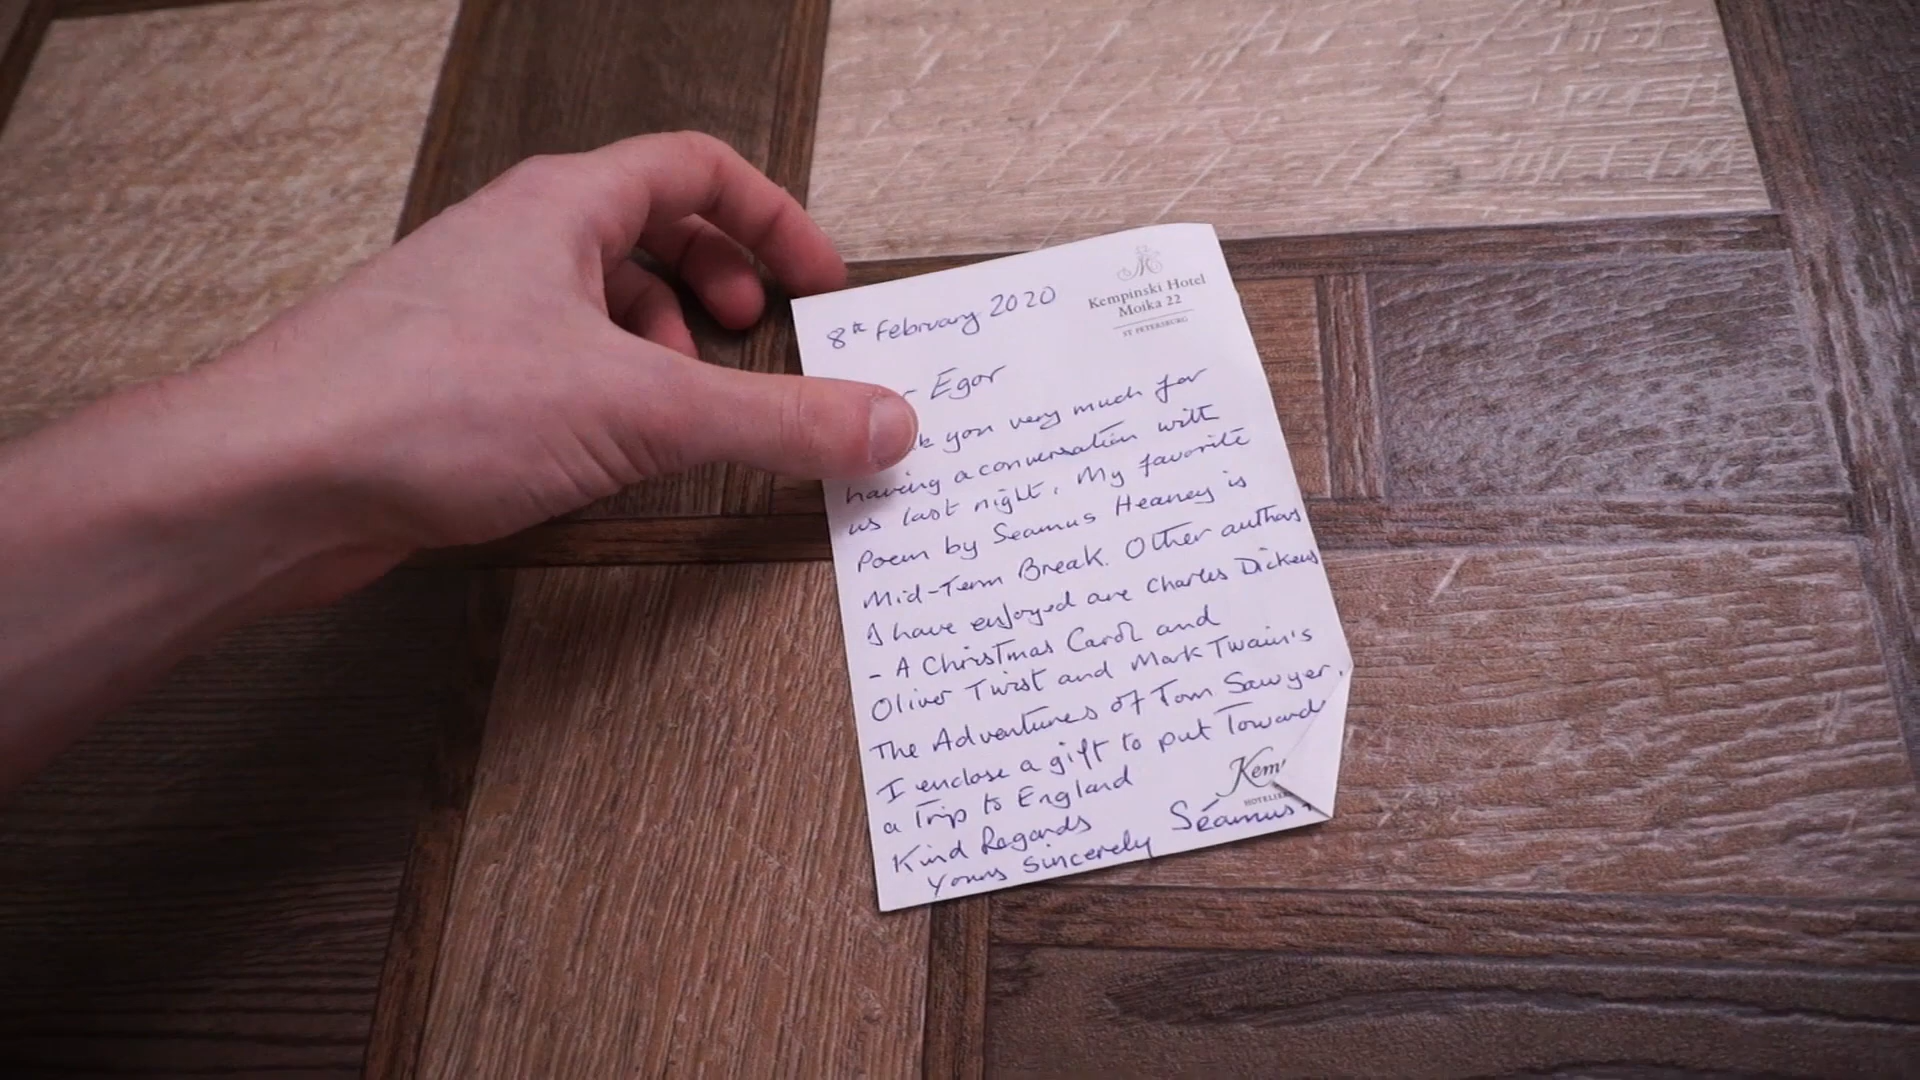 Kempinski Hotel
Moika 22
ST PETERSBURG
8th February 2020
Egor
you very much for
having a conversation with
us last night. My favorite
Poem by Seamus Heaney is
Mid-Term Break. Other authors
I have enjoyed are Charles Dickens
- A Christmas Carol and
Oliver Twist and Mark Twain's
The Adventures of Tom Sawyer.
I enclose a gift to put Towards
a Trip to England
Kind Regards
Yours Sincerely Séamus